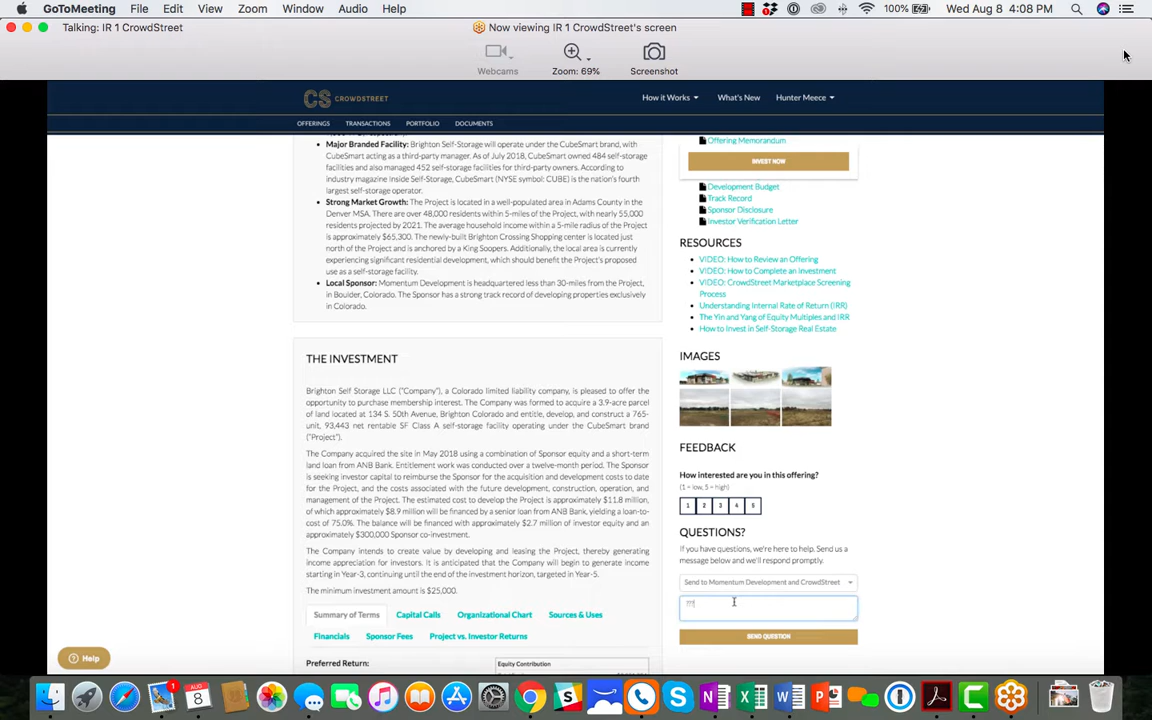 GoToMeeting File Edit View Zoom Window Audio Help 100% Wed Aug 8 4:08 PM
Talking: IR 1 CrowdStreet Now viewing IR 1 CrowdStreet's screen
Webcams Zoom: 69% Screenshot
CS CROWDSTREET How it Works What's New Hunter Meece
OFFERINGS TRANSACTIONS PORTFOLIO DOCUMENTS
Major Branded Facility: Brighton Self-Storage will operate under the CubeSmart brand, with
CubeSmart acting as a third-party manager. As of July 2018, CubeSmart owned 484 self-storage
facilities and also managed 452 self-storage facilities for third-party owners. According to
industry magazine Inside Self-Storage, CubeSmart (NYSE symbol: CUBE) is the nation's fourth
largest self-storage operator.
Strong Market Growth: The Project is located in a well-populated area in Adams County in the
Denver MSA. There are over 48,000 residents within 5-miles of the Project, with nearly 55,000
residents projected by 2021. The average household income within a 5-mile radius of the Project
is approximately $65,300. The newly-built Brighton Crossing Shopping center is located just
north of the Project and is anchored by a King Soopers. Additionally, the local area is currently
experiencing significant residential development, which should benefit the Project's proposed
use as a self-storage facility.
Local Sponsor: Momentum Development is headquartered less than 30-miles from the Project,
in Boulder, Colorado. The Sponsor has a strong track record of developing properties exclusively
in Colorado.
THE INVESTMENT
Brighton Self Storage LLC ("Company"), a Colorado limited liability company, is pleased to offer the
opportunity to purchase membership interest. The Company was formed to acquire a 3.9-acre parcel
of land located at 134 S. 50th Avenue, Brighton Colorado and entitle, develop, and construct a 765-
unit, 93,443 net rentable SF Class A self-storage facility operating under the CubeSmart brand
("Project").
The Company acquired the site in May 2018 using a combination of Sponsor equity and a short-term
land loan from ANB Bank. Entitlement work was conducted over a twelve-month period. The Sponsor
is seeking investor capital to reimburse the Sponsor for the acquisition and development costs to date
for the Project, and the costs associated with the future development, construction, operation, and
management of the Project. The estimated cost to develop the Project is approximately $11.8 million,
of which approximately $8.9 million will be financed by a senior loan from ANB Bank, yielding a loan-to-
cost of 75.0%. The balance will be financed with approximately $2.7 million of investor equity and an
approximately $300,000 Sponsor co-investment.
The Company intends to create value by developing and leasing the Project, thereby generating
income appreciation for investors. It is anticipated that the Company will begin to generate income
starting in Year-3, continuing until the end of the investment horizon, targeted in Year-5.
The minimum investment amount is $25,000.
Summary of Terms Capital Calls Organizational Chart Sources & Uses
Financials Sponsor Fees Project vs. Investor Returns
Preferred Return: Equity Contribution
Offering Memorandum
INVEST NOW
Development Budget
Track Record
Sponsor Disclosure
Investor Verification Letter
RESOURCES
VIDEO: How to Review an Offering
VIDEO: How to Complete an Investment
VIDEO: CrowdStreet Marketplace Screening
Process
Understanding Internal Rate of Return (IRR)
The Yin and Yang of Equity Multiples and IRR
How to Invest in Self-Storage Real Estate
IMAGES
FEEDBACK
How interested are you in this offering?
(1 = low, 5 = high)
1 2 3 4 5
QUESTIONS?
If you have questions, we're here to help. Send us a
message below and we'll respond promptly.
Send to Momentum Development and CrowdStreet
???
SEND QUESTION
Help